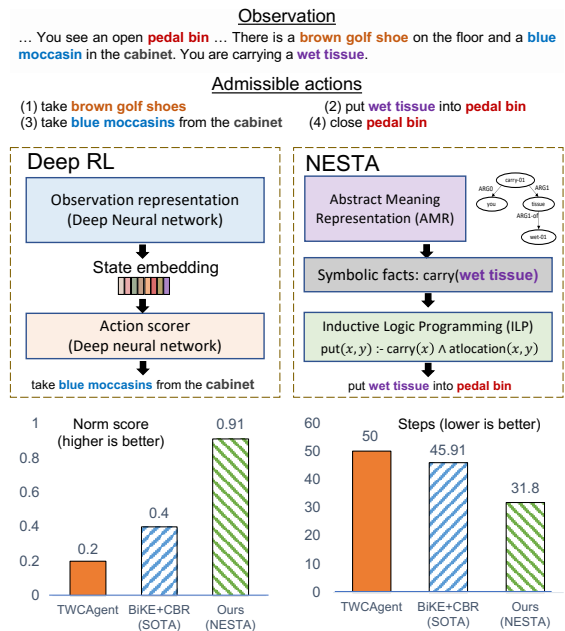 Observation
... You see an open pedal bin ... There is a brown golf shoe on the floor and a blue
moccasin in the cabinet. You are carrying a wet tissue.
Admissible actions
(1) take brown golf shoes
(2) put wet tissue into pedal bin
(3) take blue moccasins from the cabinet
(4) close pedal bin
Deep RL
Observation representation
(Deep Neural network)
State embedding
Action scorer
(Deep neural network)
take blue moccasins from the cabinet
NESTA
Abstract Meaning
Representation (AMR)
carry-01
ARG0
ARG1
you
tissue
ARG1-of
wet-01
Symbolic facts: carry(wet tissue)
Inductive Logic Programming (ILP)
put(x, y) :- carry(x) ∧ atlocation(x, y)
put wet tissue into pedal bin
Norm score
(higher is better)
1
0.8
0.6
0.4
0.2
0
0.2
0.4
0.91
TWCAgent
BiKE+CBR
(SOTA)
Ours
(NESTA)
Steps (lower is better)
60
50
40
30
20
10
0
50
45.91
31.8
TWCAgent
BiKE+CBR
(SOTA)
Ours
(NESTA)